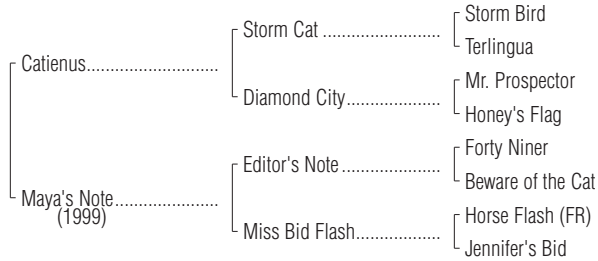 Storm Bird
Storm Cat ........................
Terlingua
Catienus...........................
Mr. Prospector
Diamond City...................
Honey's Flag
Forty Niner
Editor's Note ....................
Beware of the Cat
Maya's Note.....................
(1999)
Horse Flash (FR)
Miss Bid Flash.................
Jennifer's Bid